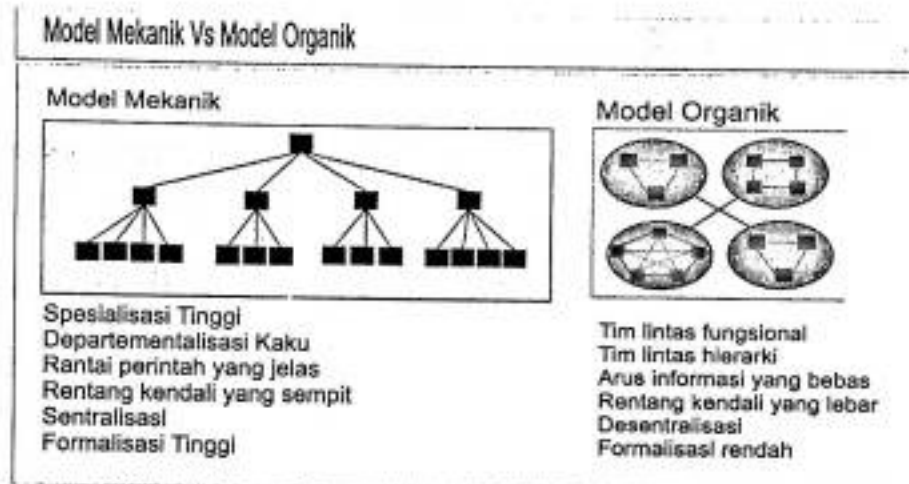 Model Mekanik Vs Model Organik
Model Mekanik
Spesialisasi Tinggi
Departementalisasi Kaku
Rantai perintah yang jelas
Rentang kendali yang sempit
Sentralisasi
Formalisasi Tinggi
Model Organik
Tim lintas fungsional
Tim lintas hierarki
Arus informasi yang bebas
Rentang kendali yang lebar
Desentralisasi
Formalisasi rendah